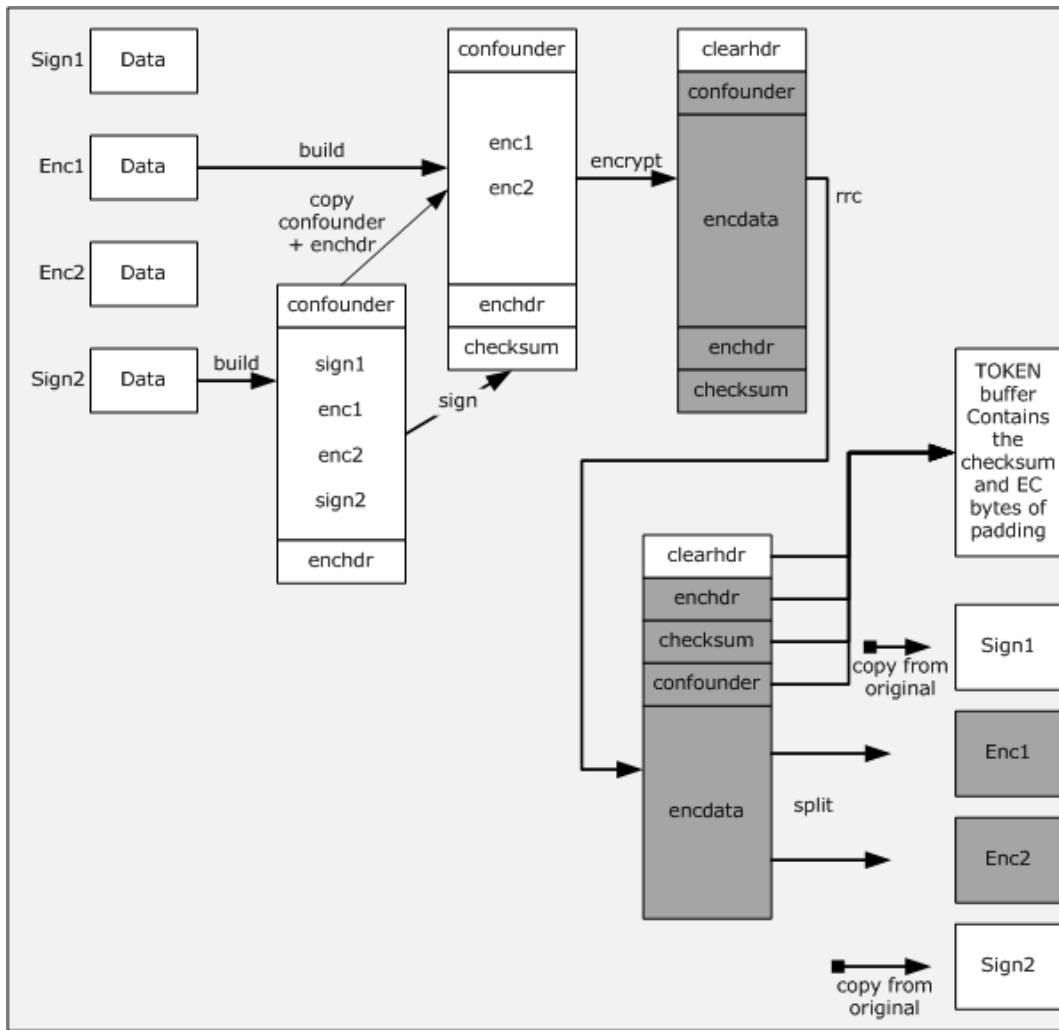 Sign1
Data
Enc1
Data
Enc2
Data
Sign2
Data
build
copy
confounder
+ enchdr
build
confounder
sign1
enc1
enc2
sign2
enchdr
sign
confounder
enc1
enc2
enchdr
checksum
encrypt
clearhdr
confounder
encdata
enchdr
checksum
rrc
clearhdr
enchdr
checksum
confounder
encdata
split
TOKEN
buffer
Contains
the
checksum
and EC
bytes of
padding
copy from
original
Sign1
Enc1
Enc2
copy from
original
Sign2